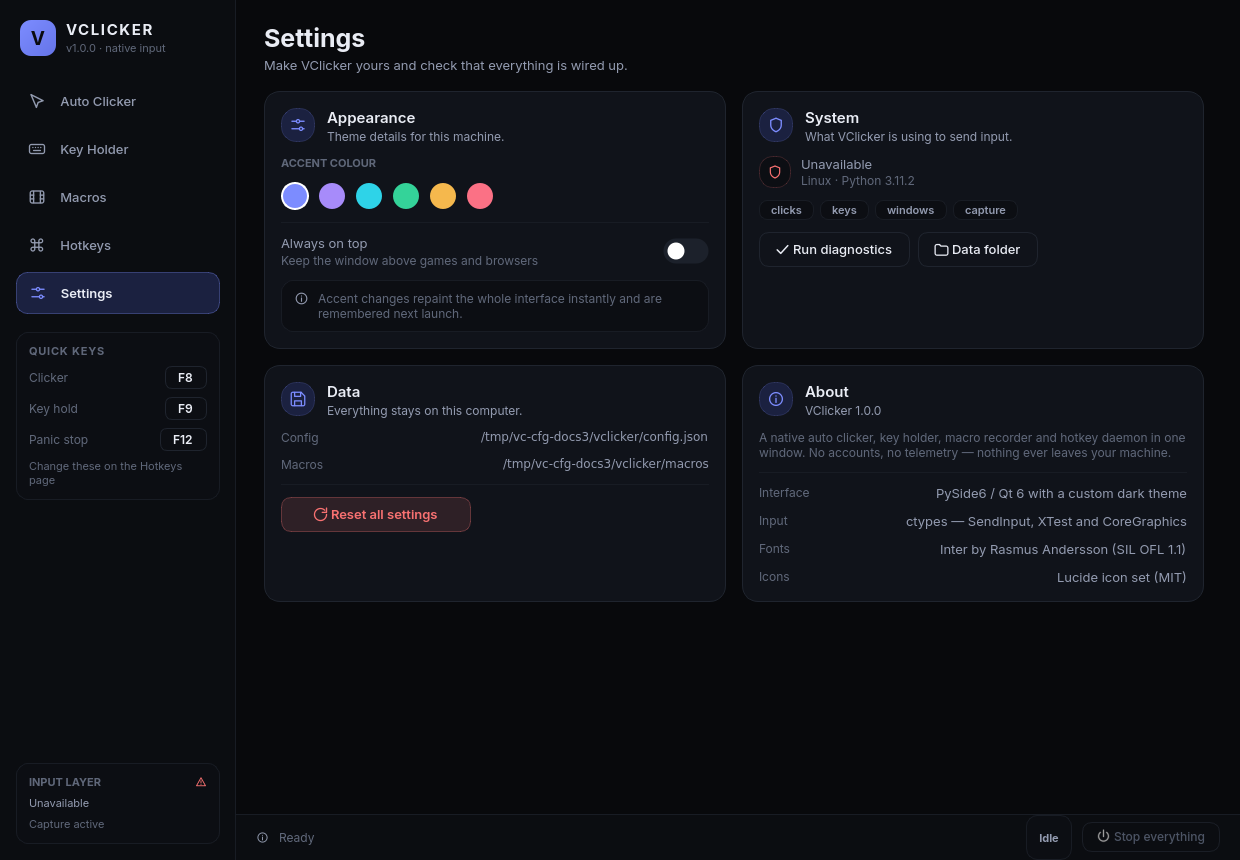 V
VCLICKER
v1.0.0 · native input
Auto Clicker
Key Holder
Macros
Hotkeys
Settings
QUICK KEYS
Clicker F8
Key hold F9
Panic stop F12
Change these on the Hotkeys
page
INPUT LAYER
Unavailable
Capture active
Settings
Make VClicker yours and check that everything is wired up.
Appearance
Theme details for this machine.
ACCENT COLOUR
Always on top
Keep the window above games and browsers
Accent changes repaint the whole interface instantly and are
remembered next launch.
System
What VClicker is using to send input.
Unavailable
Linux · Python 3.11.2
clicks keys windows capture
Run diagnostics Data folder
Data
Everything stays on this computer.
Config /tmp/vc-cfg-docs3/vclicker/config.json
Macros /tmp/vc-cfg-docs3/vclicker/macros
Reset all settings
About
VClicker 1.0.0
A native auto clicker, key holder, macro recorder and hotkey daemon in one
window. No accounts, no telemetry — nothing ever leaves your machine.
Interface PySide6 / Qt 6 with a custom dark theme
Input ctypes — SendInput, XTest and CoreGraphics
Fonts Inter by Rasmus Andersson (SIL OFL 1.1)
Icons Lucide icon set (MIT)
Ready
Idle
Stop everything